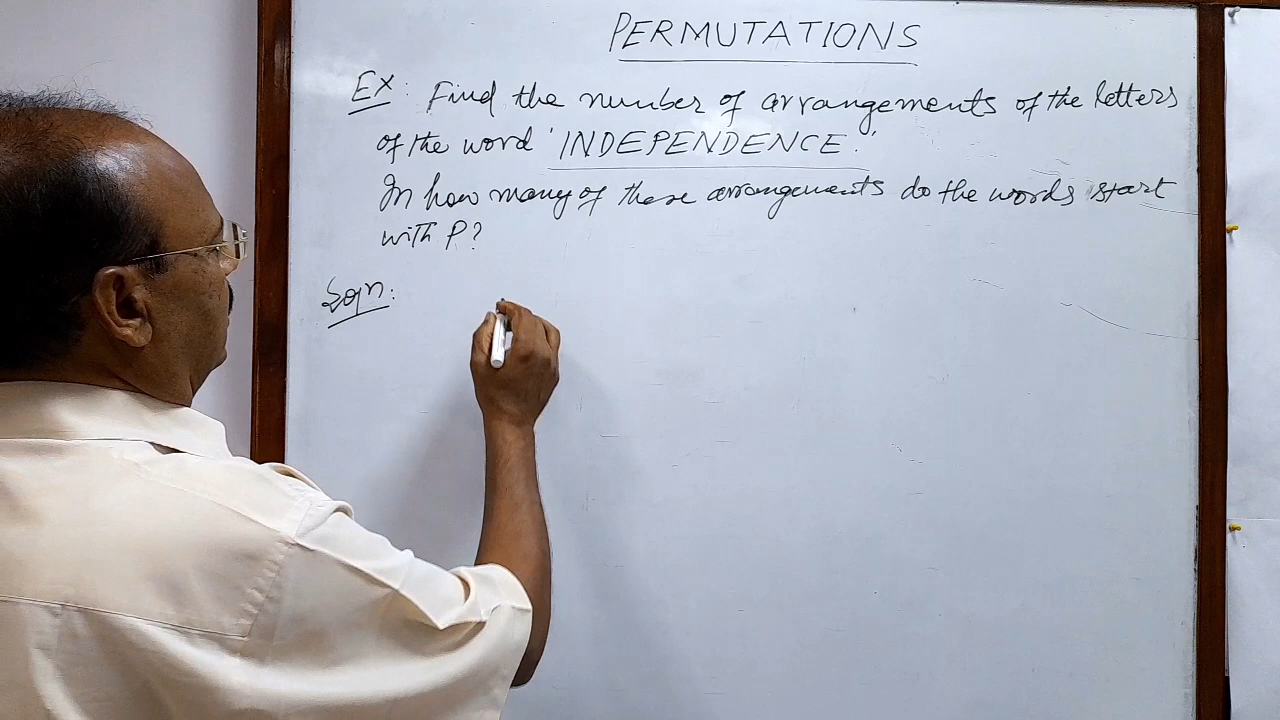 PERMUTATIONS
Ex: Find the number of arrangements of the letters
of the word 'INDEPENDENCE.'
In how many of these arrangements do the words start
with P?
Soln: